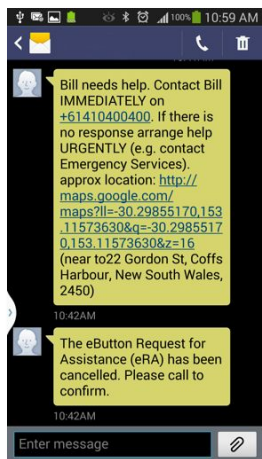 100% 10:59 AM
Bill needs help. Contact Bill
IMMEDIATELY on
+61410400400. If there is
no response arrange help
URGENTLY (e.g. contact
Emergency Services).
approx location: http://
maps.google.com/
maps?ll=-30.29855170,153
.11573630&q=-30.2985517
0,153.11573630&z=16
(near to22 Gordon St, Coffs
Harbour, New South Wales,
2450)
10:42AM
The eButton Request for
Assistance (eRA) has been
cancelled. Please call to
confirm.
10:42AM
Enter message